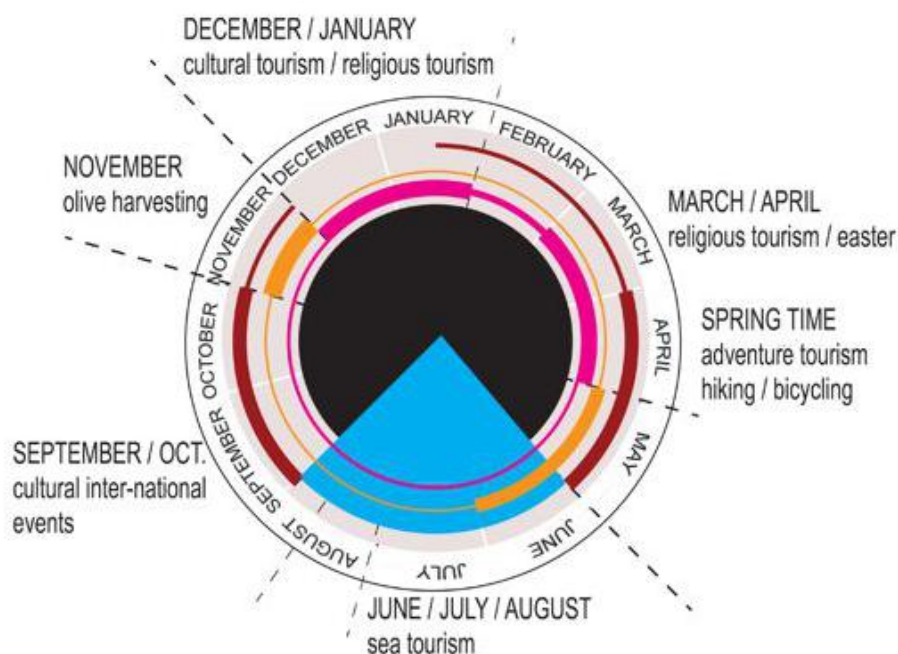 DECEMBER / JANUARY
cultural tourism / religious tourism
NOVEMBER
olive harvesting
MARCH / APRIL
religious tourism / easter
SPRING TIME
adventure tourism
hiking / bicycling
SEPTEMBER / OCT.
cultural inter-national
events
JUNE / JULY / AUGUST
sea tourism
JANUARY
FEBRUARY
MARCH
APRIL
MAY
JUNE
JULY
AUGUST
SEPTEMBER
OCTOBER
NOVEMBER
DECEMBER